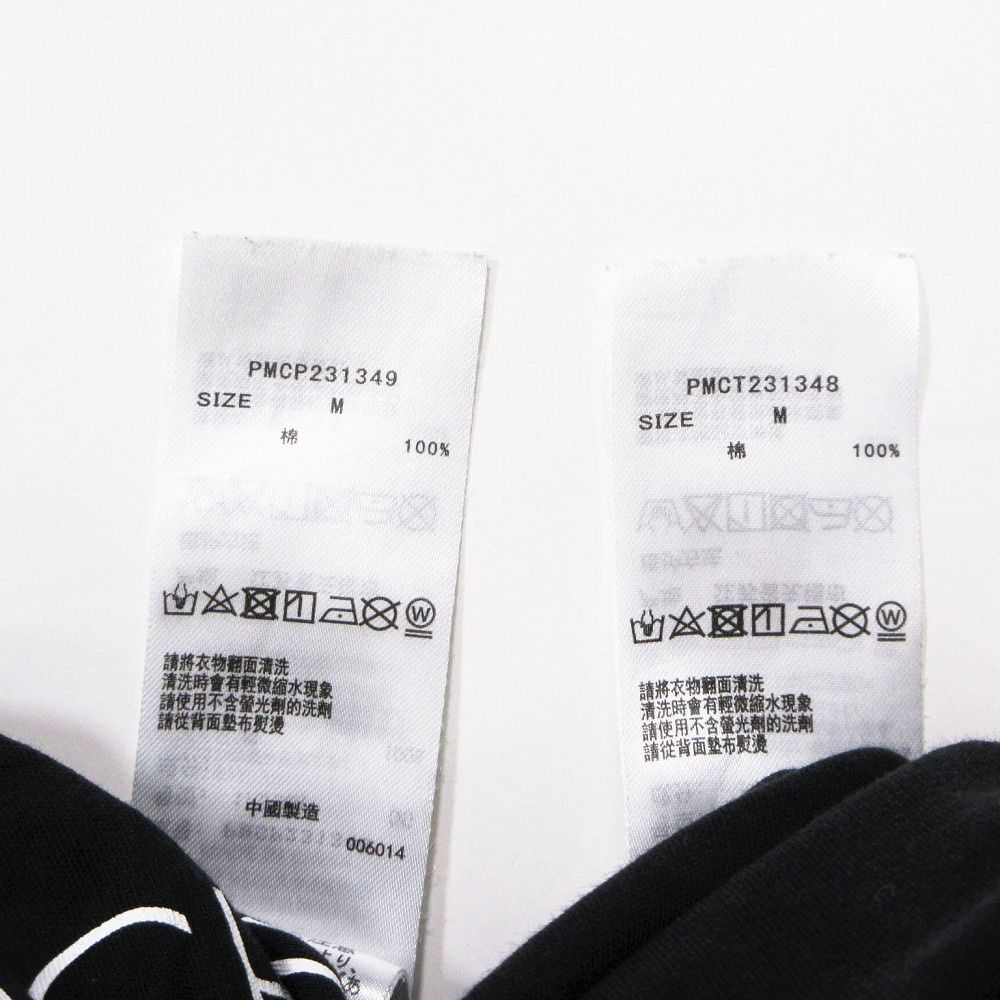 PMCP231349
SIZE M
棉 100%
W
請將衣物翻面清洗
清洗時會有輕微縮水現象
請使用不含螢光劑的洗劑
請從背面墊布熨燙
中國製造
006014
PMCT231348
SIZE M
棉 100%
W
請將衣物翻面清洗
清洗時會有輕微縮水現象
請使用不含螢光劑的洗劑
請從背面墊布熨燙